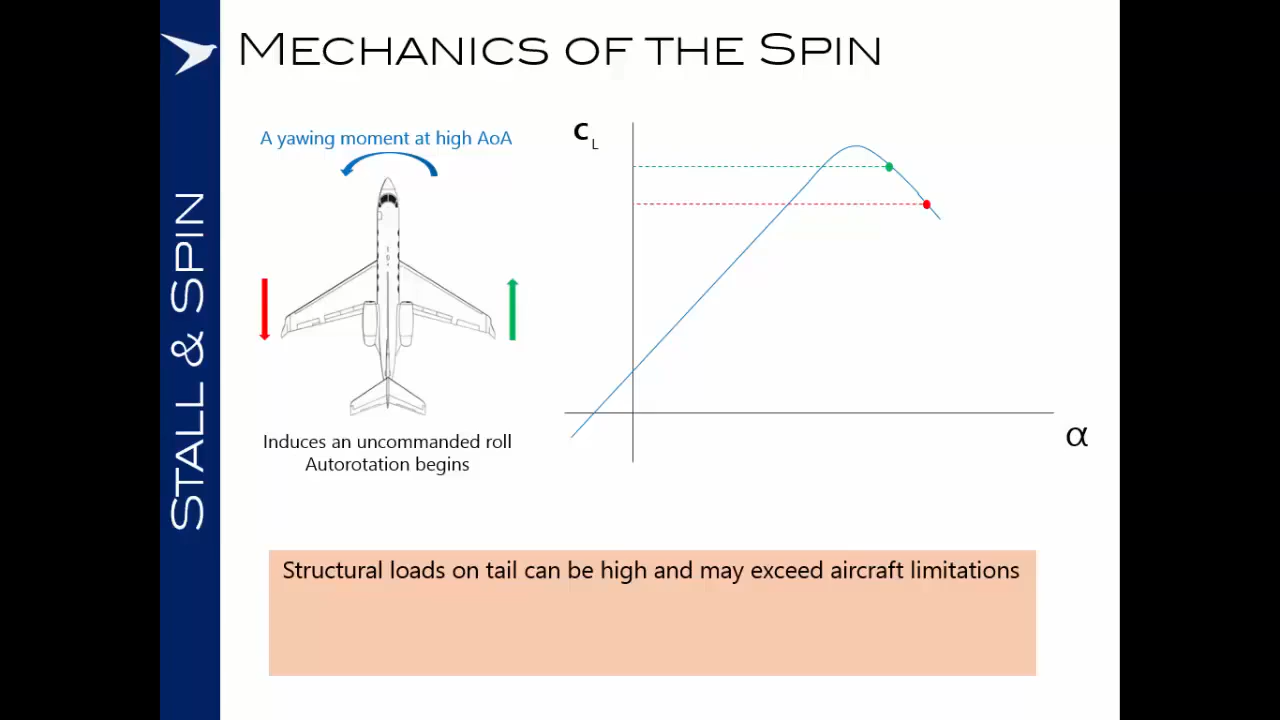 MECHANICS OF THE SPIN
STALL & SPIN
A yawing moment at high AoA
Induces an uncommanded roll
Autorotation begins
CL
α
Structural loads on tail can be high and may exceed aircraft limitations